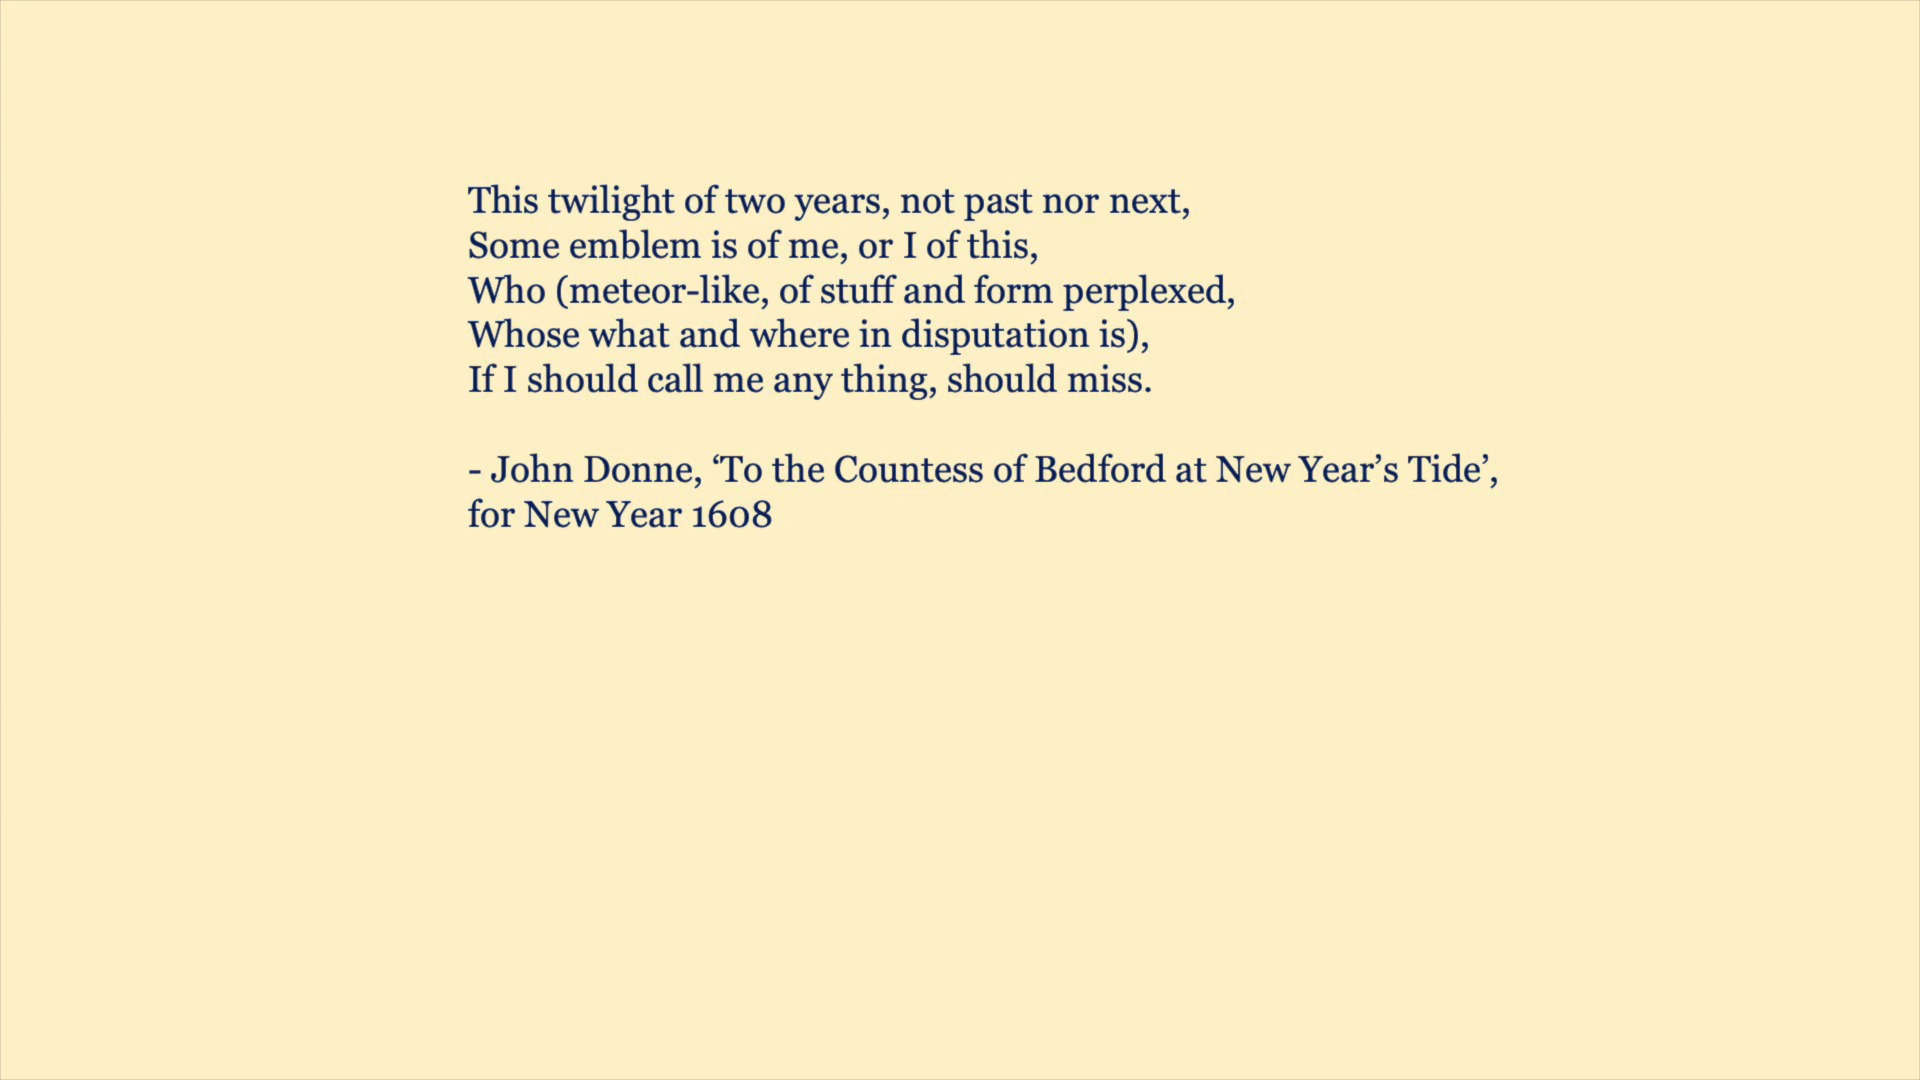 This twilight of two years, not past nor next,
Some emblem is of me, or I of this,
Who (meteor-like, of stuff and form perplexed,
Whose what and where in disputation is),
If I should call me any thing, should miss.
- John Donne, ‘To the Countess of Bedford at New Year’s Tide’,
for New Year 1608